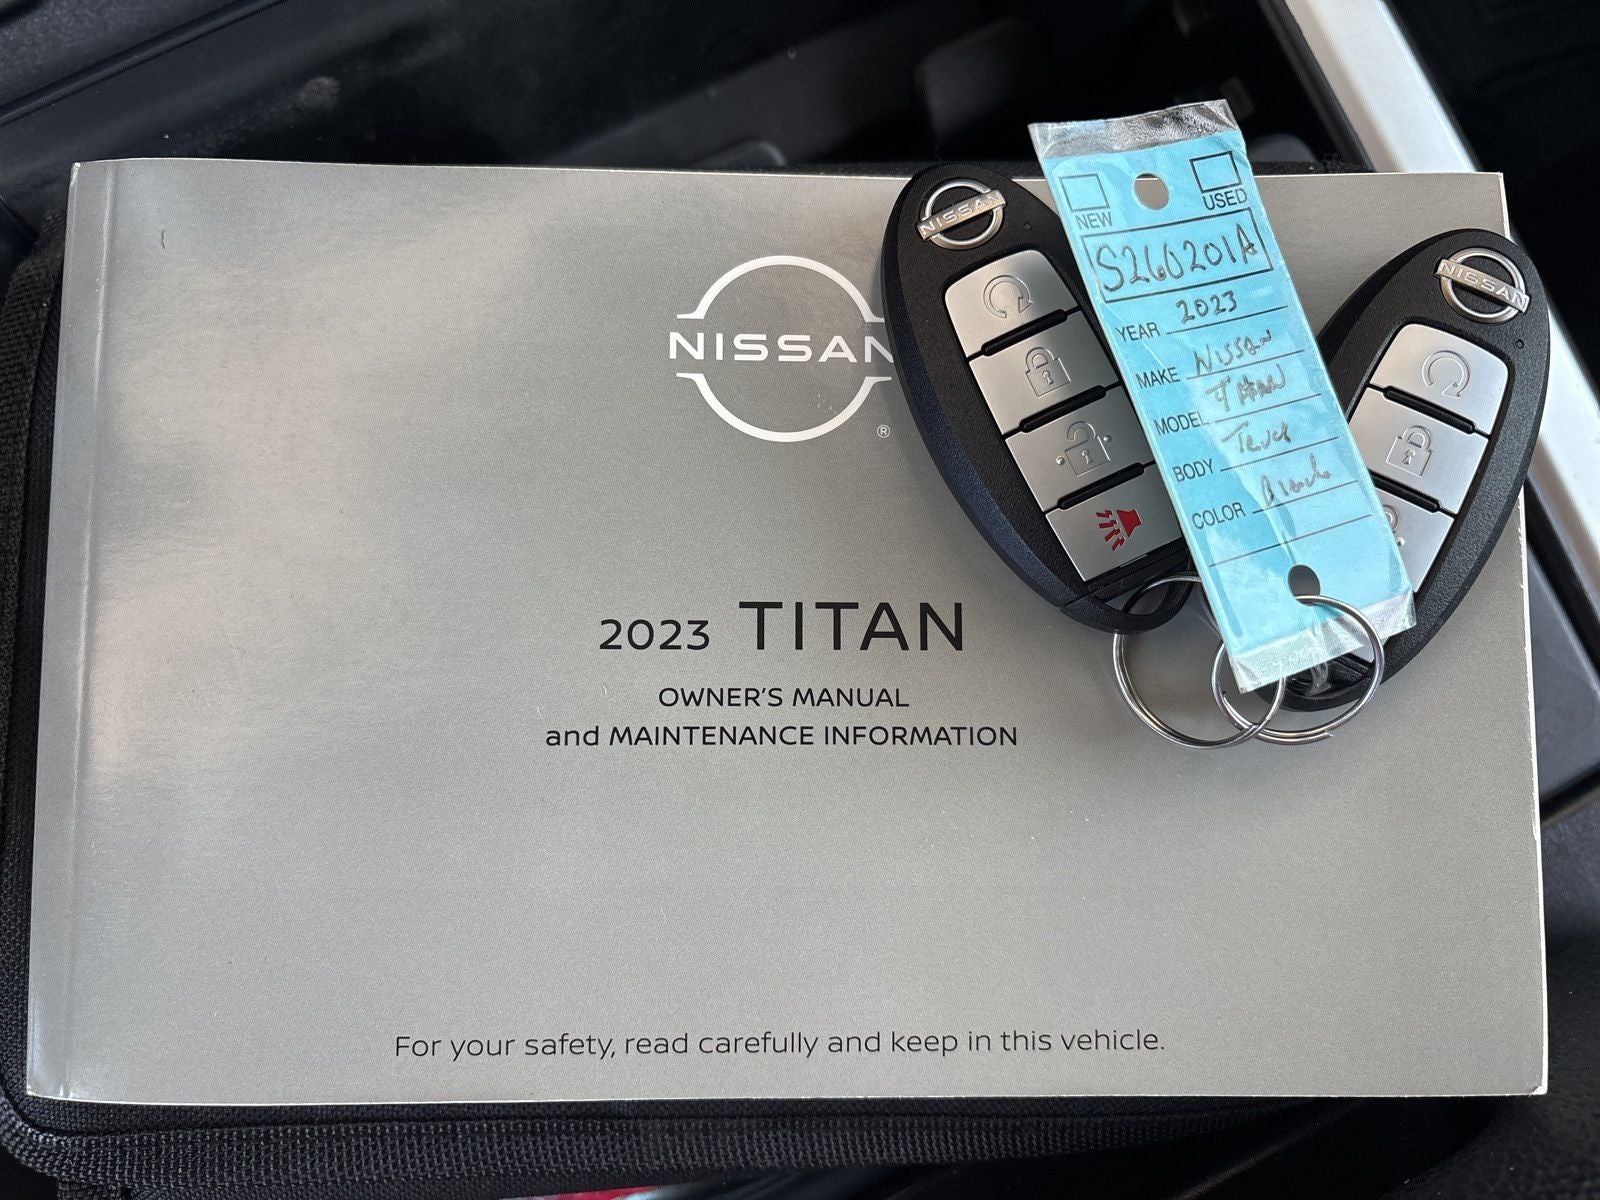 NISSAN
®
2023 TITAN
OWNER'S MANUAL
and MAINTENANCE INFORMATION
For your safety, read carefully and keep in this vehicle.
NISSAN
NEW USED
S260201A
YEAR 2023
MAKE Nissan
MODEL TITAN
BODY Truck
COLOR Black
NISSAN